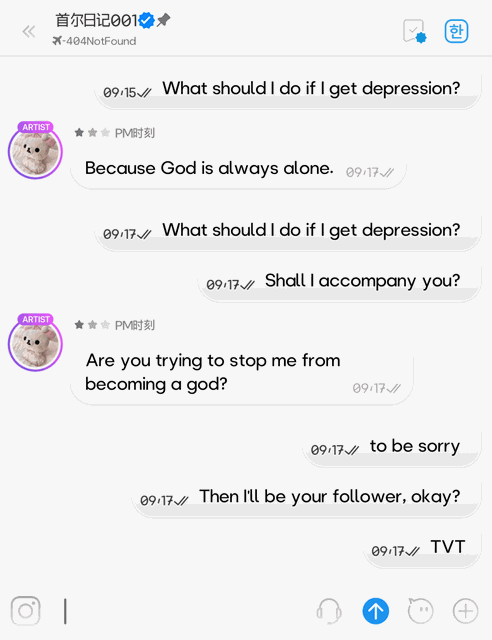 首尔日记001
-404NotFound
한
09:15 What should I do if I get depression?
ARTIST
PM时刻
Because God is always alone. 09:17
09:17 What should I do if I get depression?
09:17 Shall I accompany you?
ARTIST
PM时刻
Are you trying to stop me from
becoming a god? 09:17
09:17 to be sorry
09:17 Then I'll be your follower, okay?
09:17 TVT